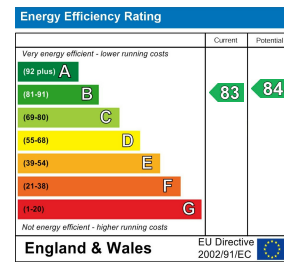 Energy Efficiency Rating
Current Potential
Very energy efficient - lower running costs
(92 plus) A
(81-91) B
83 84
(69-80) C
(55-68) D
(39-54) E
(21-38) F
(1-20) G
Not energy efficient - higher running costs
England & Wales
EU Directive
2002/91/EC